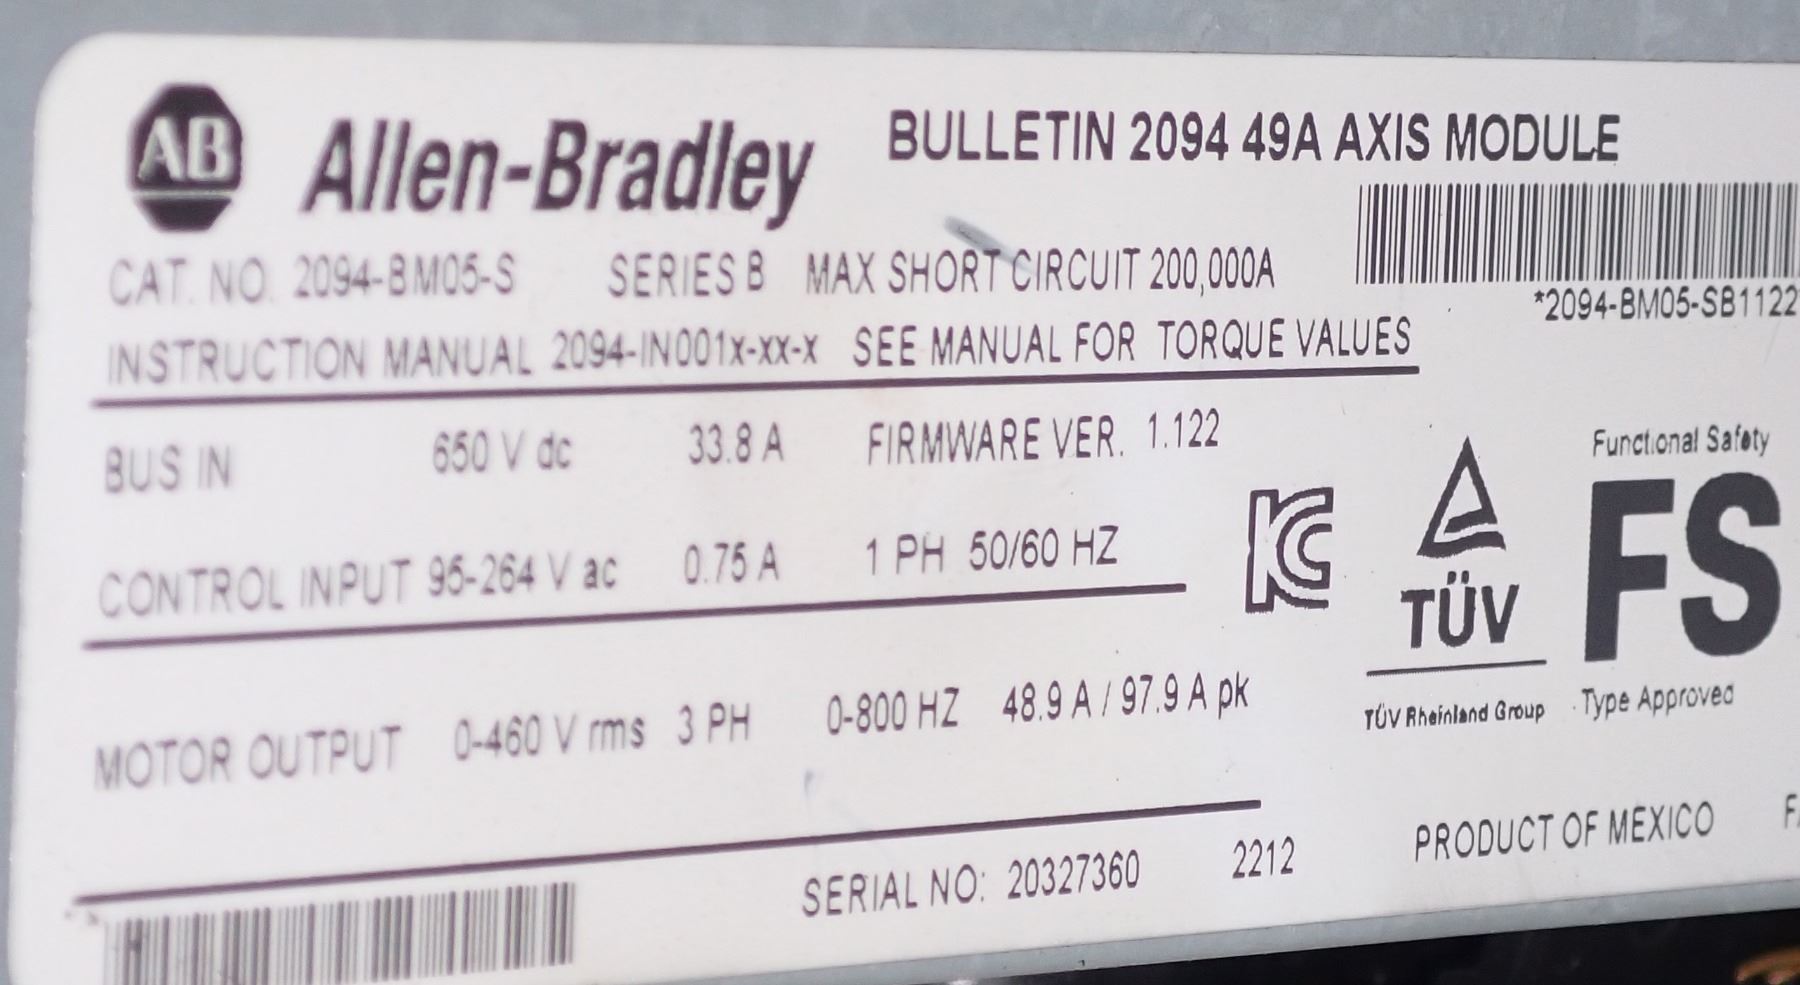 AB Allen-Bradley BULLETIN 2094 49A AXIS MODULE
CAT. NO. 2094-BM05-S SERIES B MAX SHORT CIRCUIT 200,000A
*2094-BM05-SB1122
INSTRUCTION MANUAL 2094-IN001x-xx-x SEE MANUAL FOR TORQUE VALUES
BUS IN 650 V dc 33.8 A FIRMWARE VER. 1.122
Functional Safety
FS
CONTROL INPUT 95-264 V ac 0.75 A 1 PH 50/60 HZ
TÜV
TÜV Rheinland Group Type Approved
MOTOR OUTPUT 0-460 V rms 3 PH 0-800 HZ 48.9 A / 97.9 A pk
PRODUCT OF MEXICO
SERIAL NO: 20327360 2212